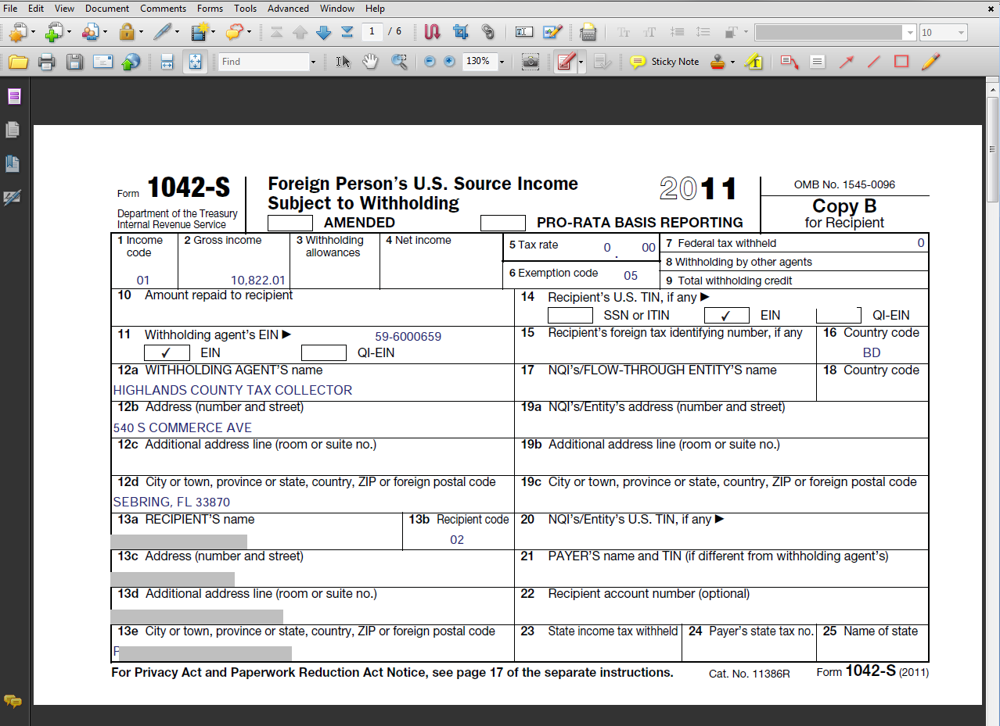 File Edit View Document Comments Forms Tools Advanced Window Help
1 / 6 10
Find 130% Sticky Note
Form 1042-S
Department of the Treasury
Internal Revenue Service
Foreign Person's U.S. Source Income
Subject to Withholding
AMENDED PRO-RATA BASIS REPORTING
2011
OMB No. 1545-0096
Copy B
for Recipient
1 Income code
01
2 Gross income
10,822.01
3 Withholding allowances
4 Net income
5 Tax rate 0 . 00
6 Exemption code 05
7 Federal tax withheld 0
8 Withholding by other agents
9 Total withholding credit
10 Amount repaid to recipient
14 Recipient's U.S. TIN, if any ▶
SSN or ITIN ✓ EIN QI-EIN
11 Withholding agent's EIN ▶ 59-6000659
✓ EIN QI-EIN
15 Recipient's foreign tax identifying number, if any
16 Country code
BD
12a WITHHOLDING AGENT'S name
HIGHLANDS COUNTY TAX COLLECTOR
17 NQI's/FLOW-THROUGH ENTITY'S name
18 Country code
12b Address (number and street)
540 S COMMERCE AVE
19a NQI's/Entity's address (number and street)
12c Additional address line (room or suite no.)
19b Additional address line (room or suite no.)
12d City or town, province or state, country, ZIP or foreign postal code
SEBRING, FL 33870
19c City or town, province or state, country, ZIP or foreign postal code
13a RECIPIENT'S name
13b Recipient code
02
20 NQI's/Entity's U.S. TIN, if any ▶
13c Address (number and street)
21 PAYER'S name and TIN (if different from withholding agent's)
13d Additional address line (room or suite no.)
22 Recipient account number (optional)
13e City or town, province or state, country, ZIP or foreign postal code
23 State income tax withheld
24 Payer's state tax no.
25 Name of state
For Privacy Act and Paperwork Reduction Act Notice, see page 17 of the separate instructions. Cat. No. 11386R Form 1042-S (2011)